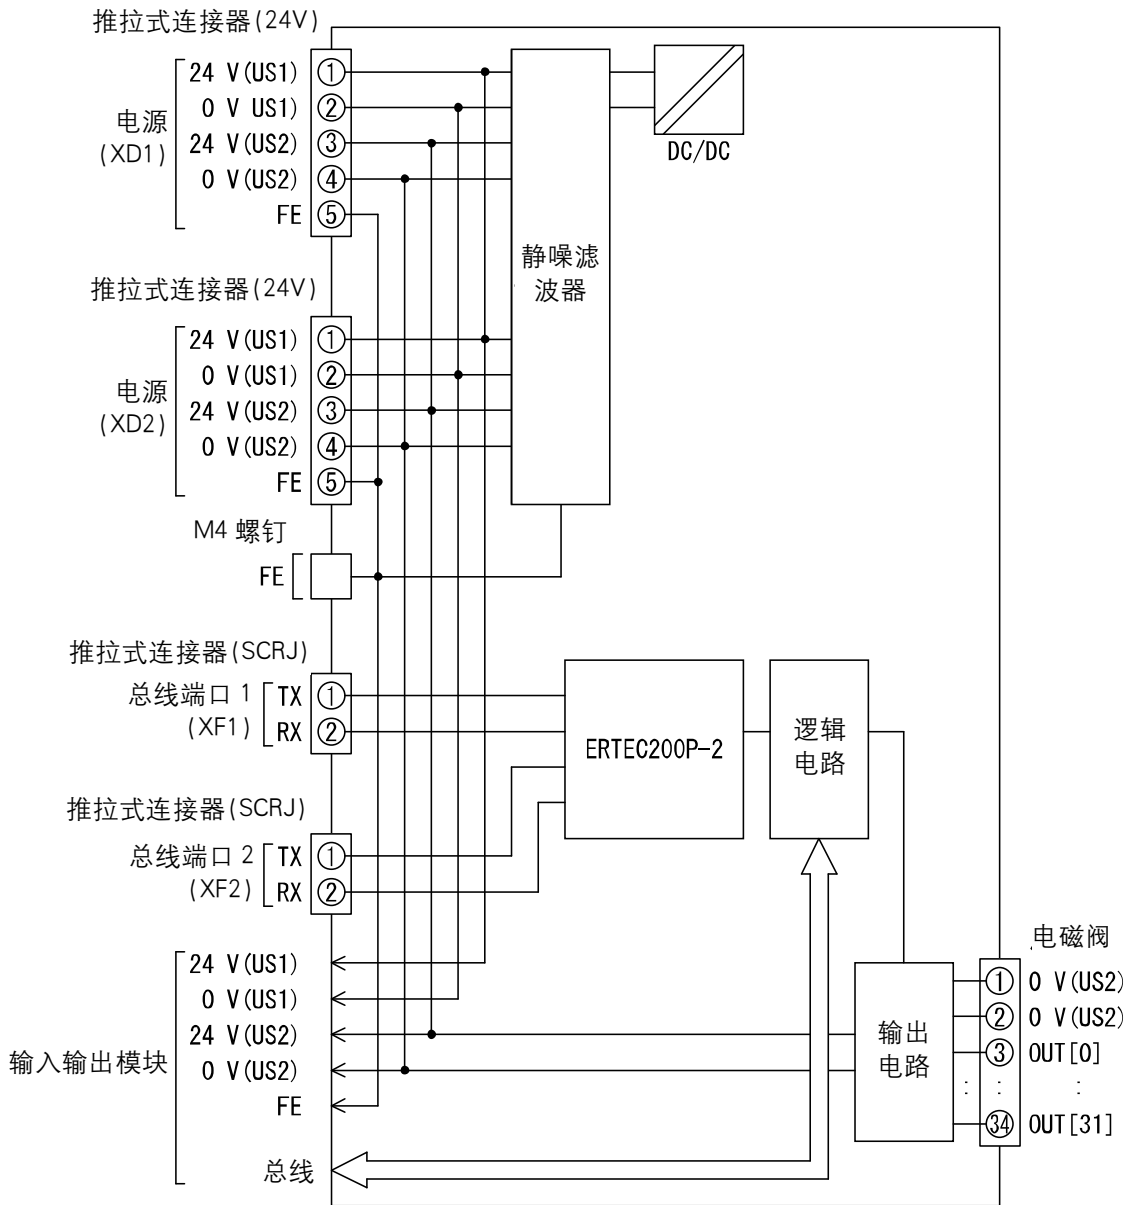 推拉式连接器(24V)
电源
(XD1)
24 V(US1) ①
0 V US1) ②
24 V(US2) ③
0 V(US2) ④
FE ⑤
DC/DC
静噪滤
波器
推拉式连接器(24V)
电源
(XD2)
24 V(US1) ①
0 V(US1) ②
24 V(US2) ③
0 V(US2) ④
FE ⑤
M4 螺钉
FE
推拉式连接器(SCRJ)
总线端口 1
(XF1)
TX ①
RX ②
ERTEC200P-2
逻辑
电路
推拉式连接器(SCRJ)
总线端口 2
(XF2)
TX ①
RX ②
输入输出模块
24 V(US1)
0 V(US1)
24 V(US2)
0 V(US2)
FE
总线
输出
电路
电磁阀
① 0 V(US2)
② 0 V(US2)
③ OUT[0]
: : :
㉞ OUT[31]